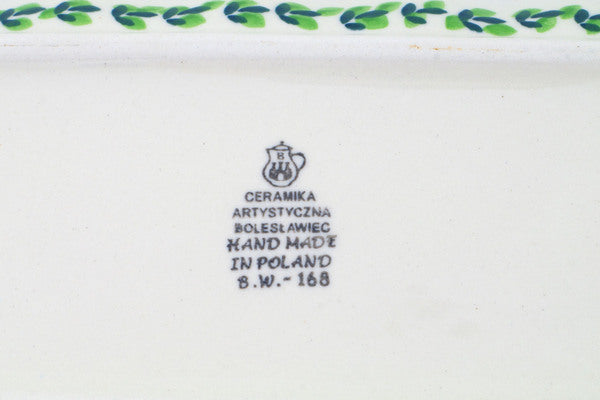 B
CERAMIKA
ARTYSTYCZNA
BOLESŁAWIEC
HAND MADE
IN POLAND
B.W.- 168